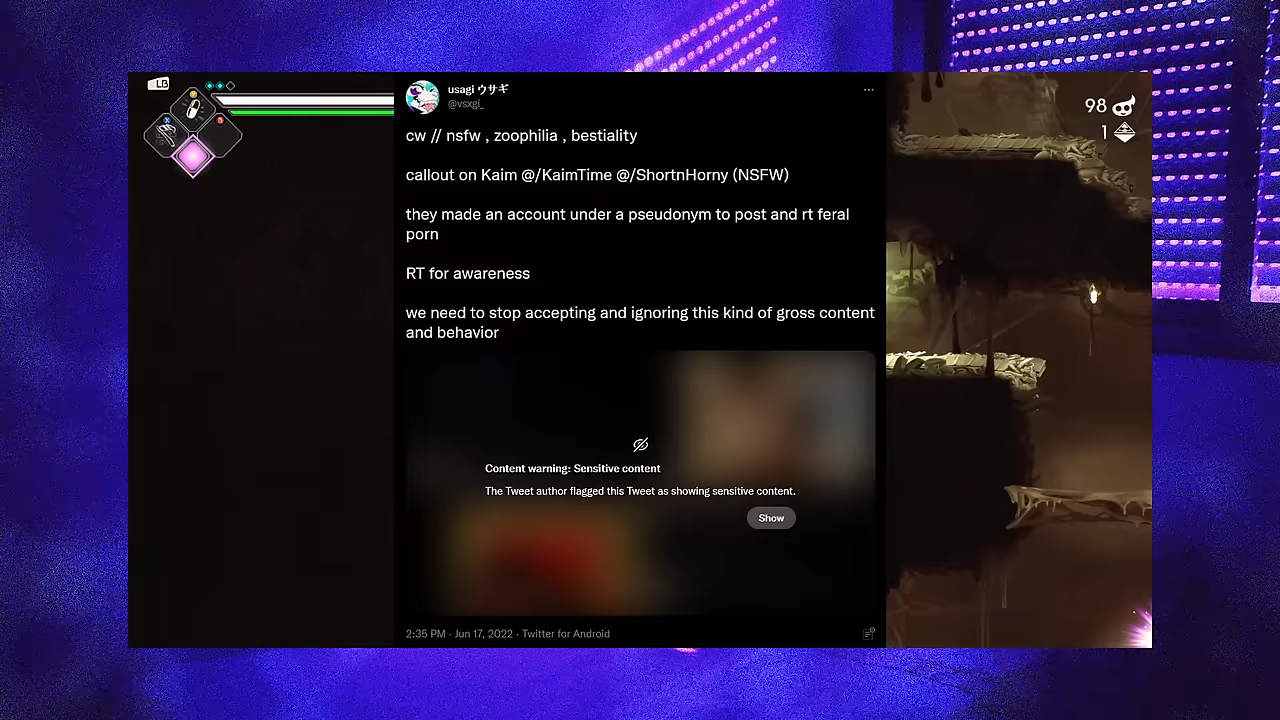 LB
Y
X
B
98
1
usagi ウサギ
@vsxgi_
cw // nsfw , zoophilia , bestiality
callout on Kaim @/KaimTime @/ShortnHorny (NSFW)
they made an account under a pseudonym to post and rt feral
porn
RT for awareness
we need to stop accepting and ignoring this kind of gross content
and behavior
Content warning: Sensitive content
The Tweet author flagged this Tweet as showing sensitive content.
Show
2:35 PM · Jun 17, 2022 · Twitter for Android